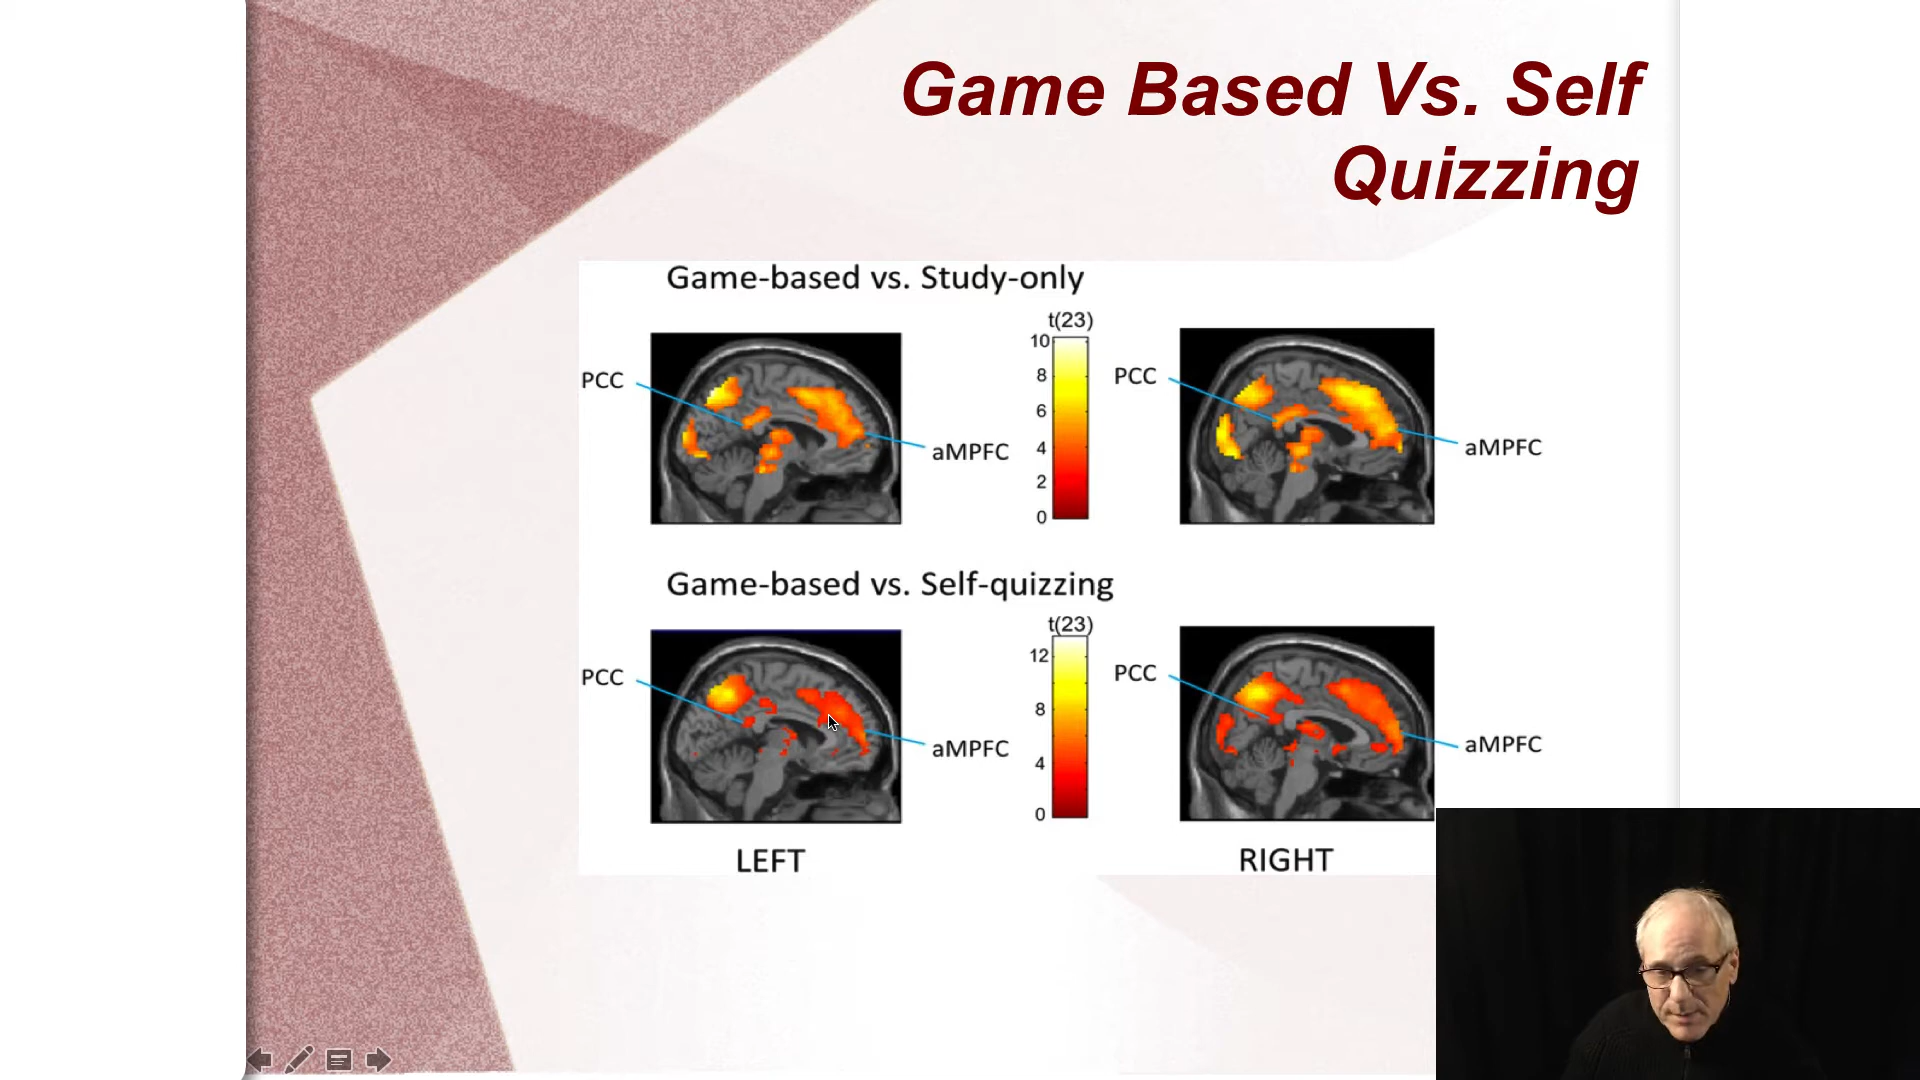 Game Based Vs. Self
Quizzing
Game-based vs. Study-only
PCC
aMPFC
t(23)
10
8
6
4
2
0
PCC
aMPFC
Game-based vs. Self-quizzing
PCC
aMPFC
t(23)
12
8
4
0
PCC
aMPFC
LEFT
RIGHT